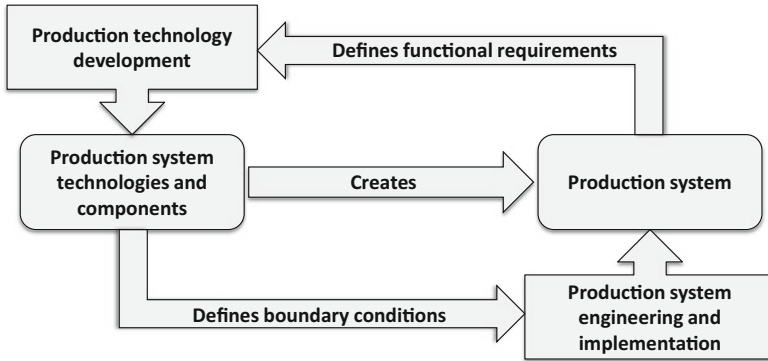 Production technology
development
Defines functional requirements
Production system
technologies and
components
Creates
Production system
Defines boundary conditions
Production system
engineering and
implementation